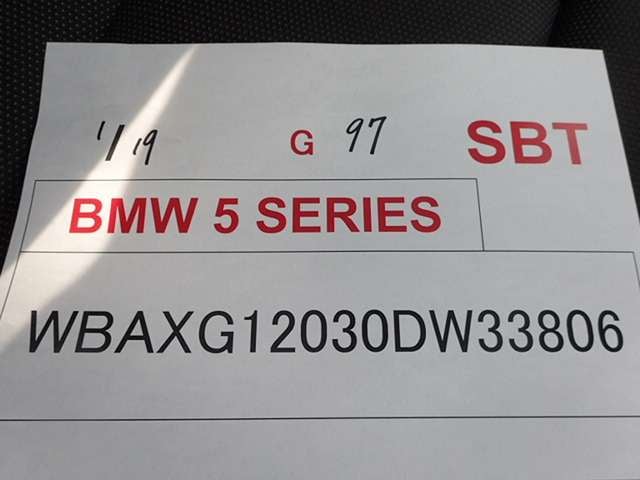 1/19 G 97 SBT
BMW 5 SERIES
WBAXG12030DW33806